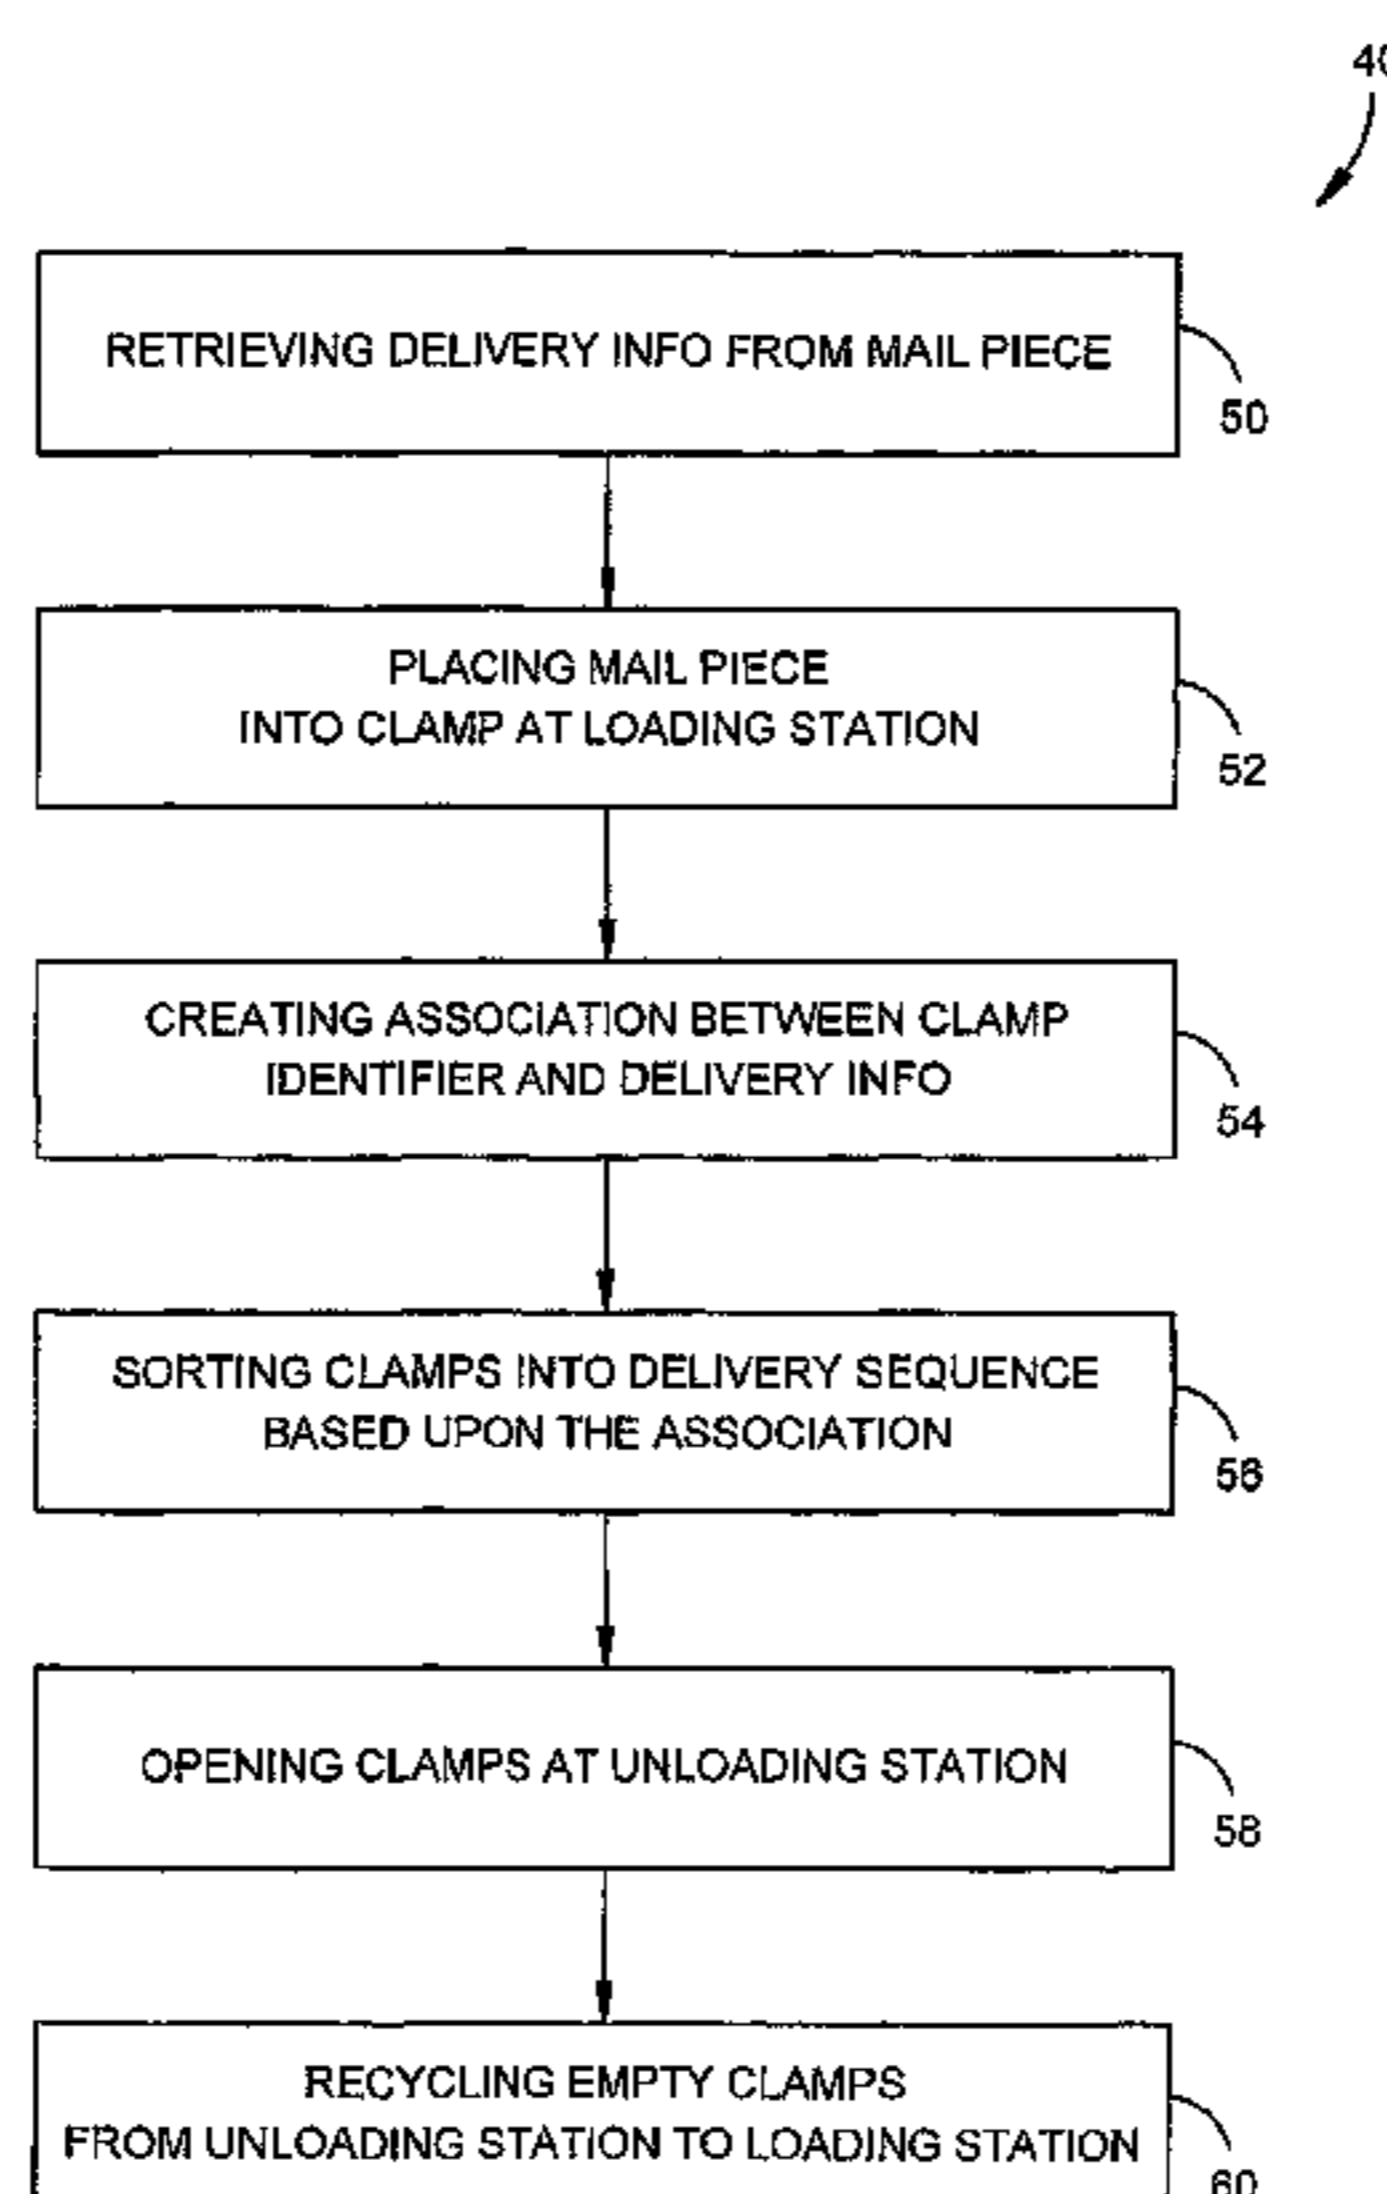 40
RETRIEVING DELIVERY INFO FROM MAIL PIECE
50
PLACING MAIL PIECE
INTO CLAMP AT LOADING STATION
52
CREATING ASSOCIATION BETWEEN CLAMP
IDENTIFIER AND DELIVERY INFO
54
SORTING CLAMPS INTO DELIVERY SEQUENCE
BASED UPON THE ASSOCIATION
56
OPENING CLAMPS AT UNLOADING STATION
58
RECYCLING EMPTY CLAMPS
FROM UNLOADING STATION TO LOADING STATION
60